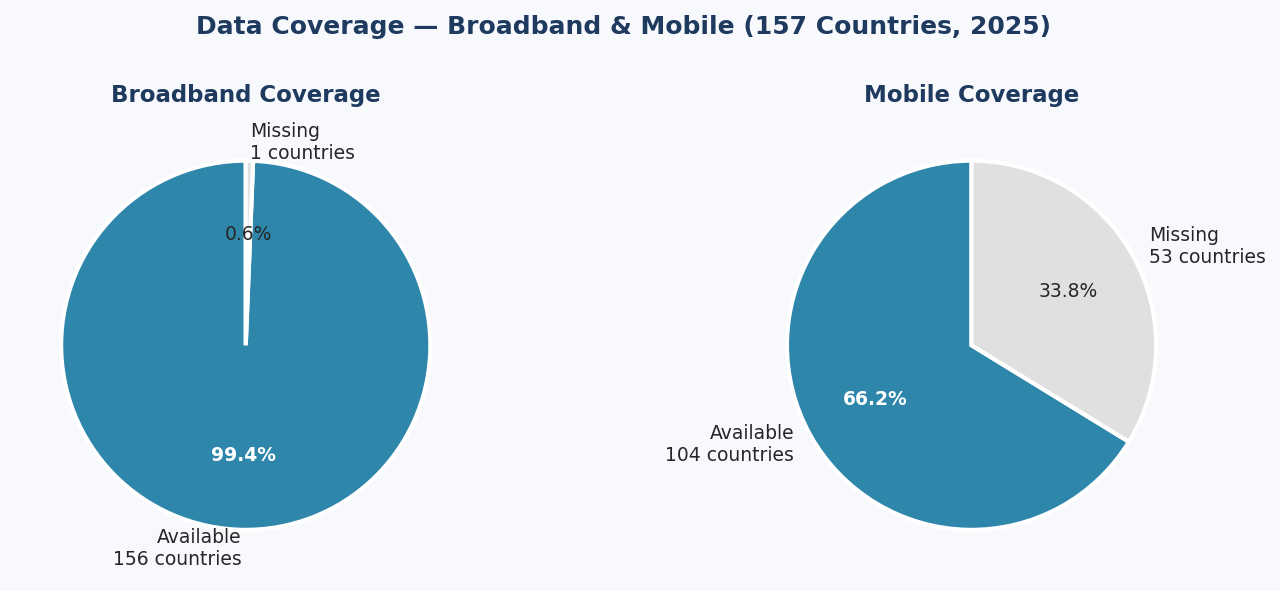 Data Coverage — Broadband & Mobile (157 Countries, 2025)
Broadband Coverage
Missing
1 countries
0.6%
99.4%
Available
156 countries
Mobile Coverage
Missing
53 countries
33.8%
66.2%
Available
104 countries